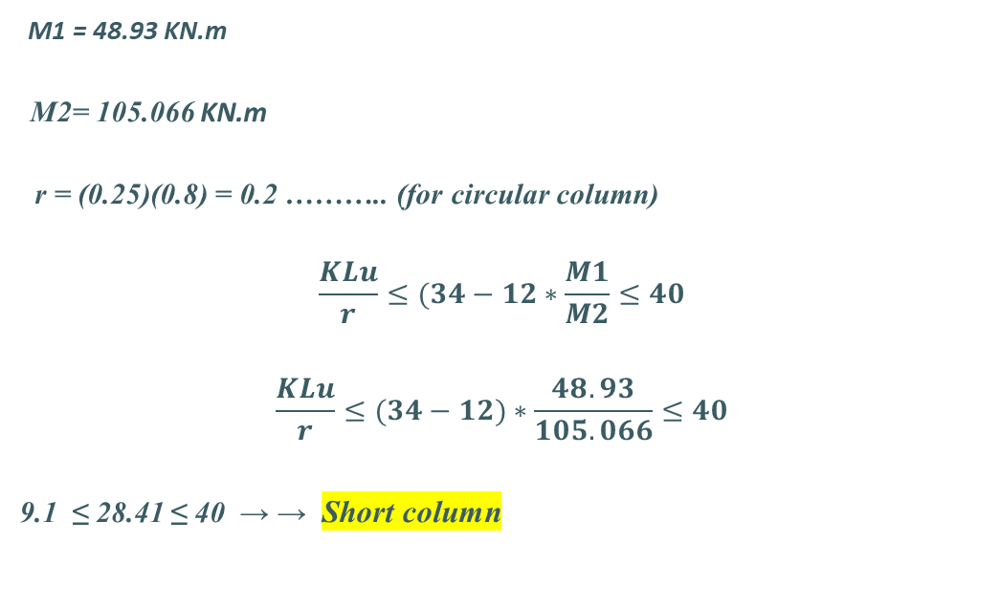 M1 = 48.93 KN.m
M2= 105.066 KN.m
r = (0.25)(0.8) = 0.2 ……….. (for circular column)
KLu/r ≤ (34 − 12 * M1/M2 ≤ 40
KLu/r ≤ (34 − 12) * 48.93/105.066 ≤ 40
9.1 ≤ 28.41 ≤ 40 →→ Short column